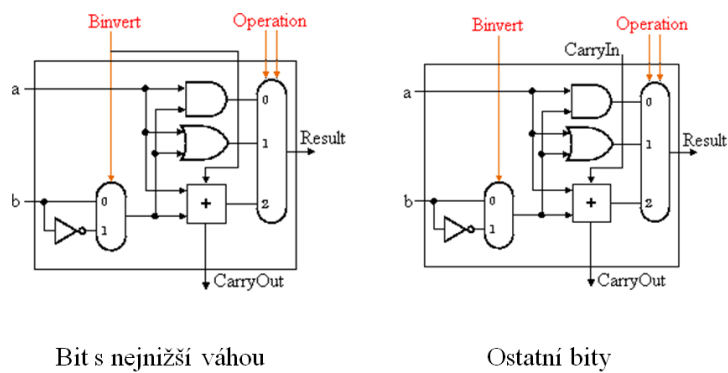 Binvert
Operation
a
0
1
Result
b
0
1
+
2
CarryOut
Bit s nejnižší váhou
Binvert
Operation
CarryIn
a
0
1
Result
b
0
1
+
2
CarryOut
Ostatní bity